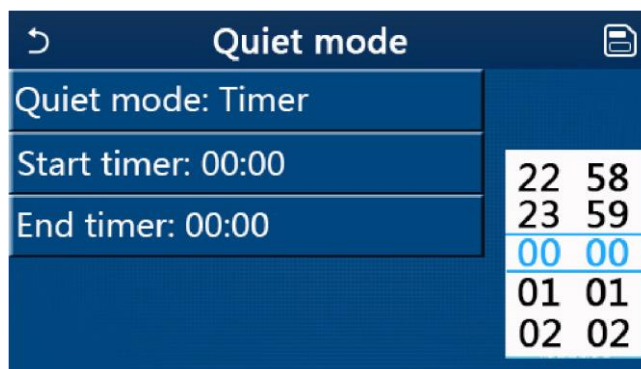 Quiet mode
Quiet mode: Timer
Start timer: 00:00
End timer: 00:00
22 58
23 59
00 00
01 01
02 02